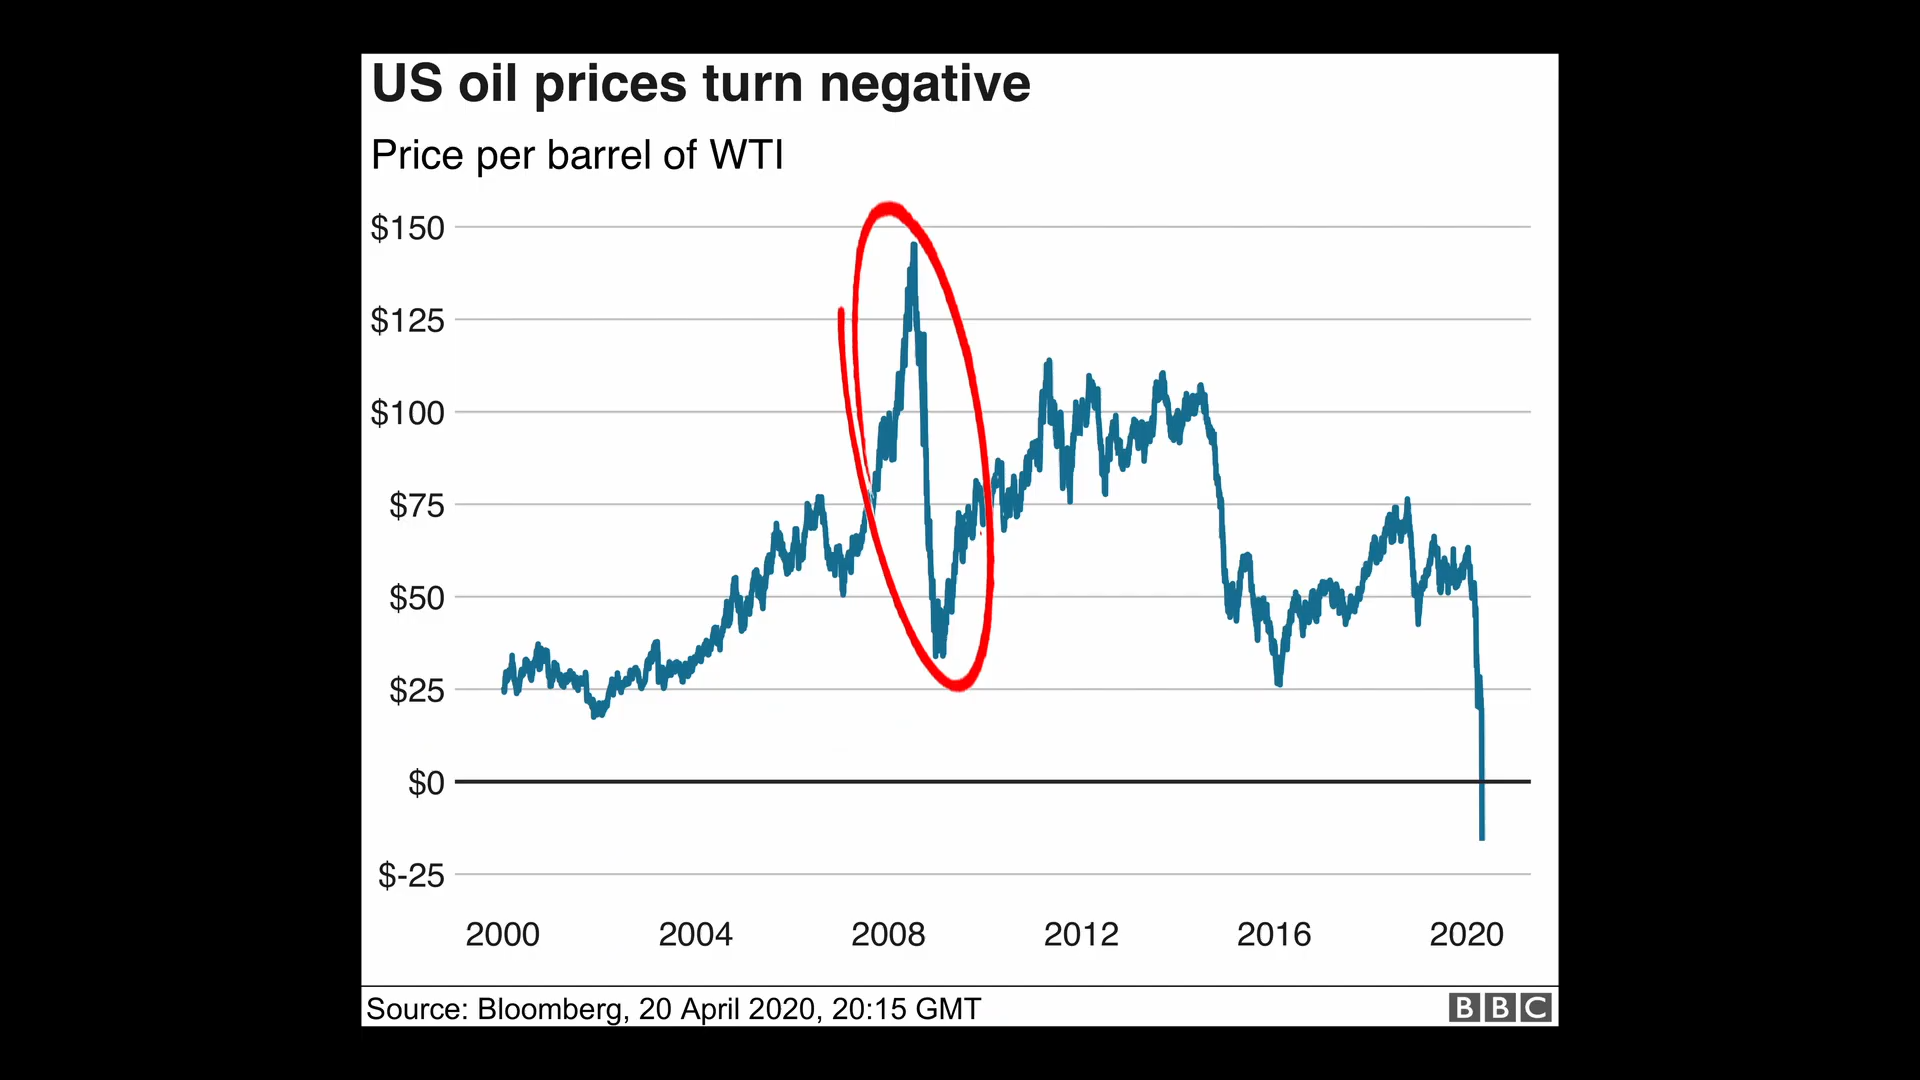 US oil prices turn negative
Price per barrel of WTI
$150
$125
$100
$75
$50
$25
$0
$-25
2000 2004 2008 2012 2016 2020
Source: Bloomberg, 20 April 2020, 20:15 GMT
BBC